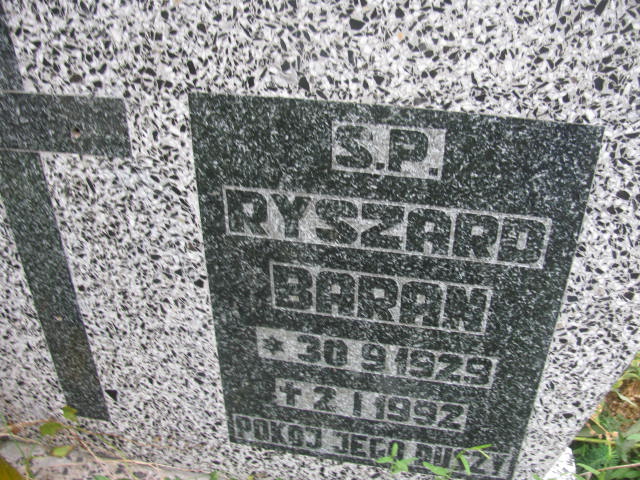 S.P.
RYSZARD
BARAN
* 30 9 1929
+ 2 1 1992
POKÓJ JEGO DUSZY